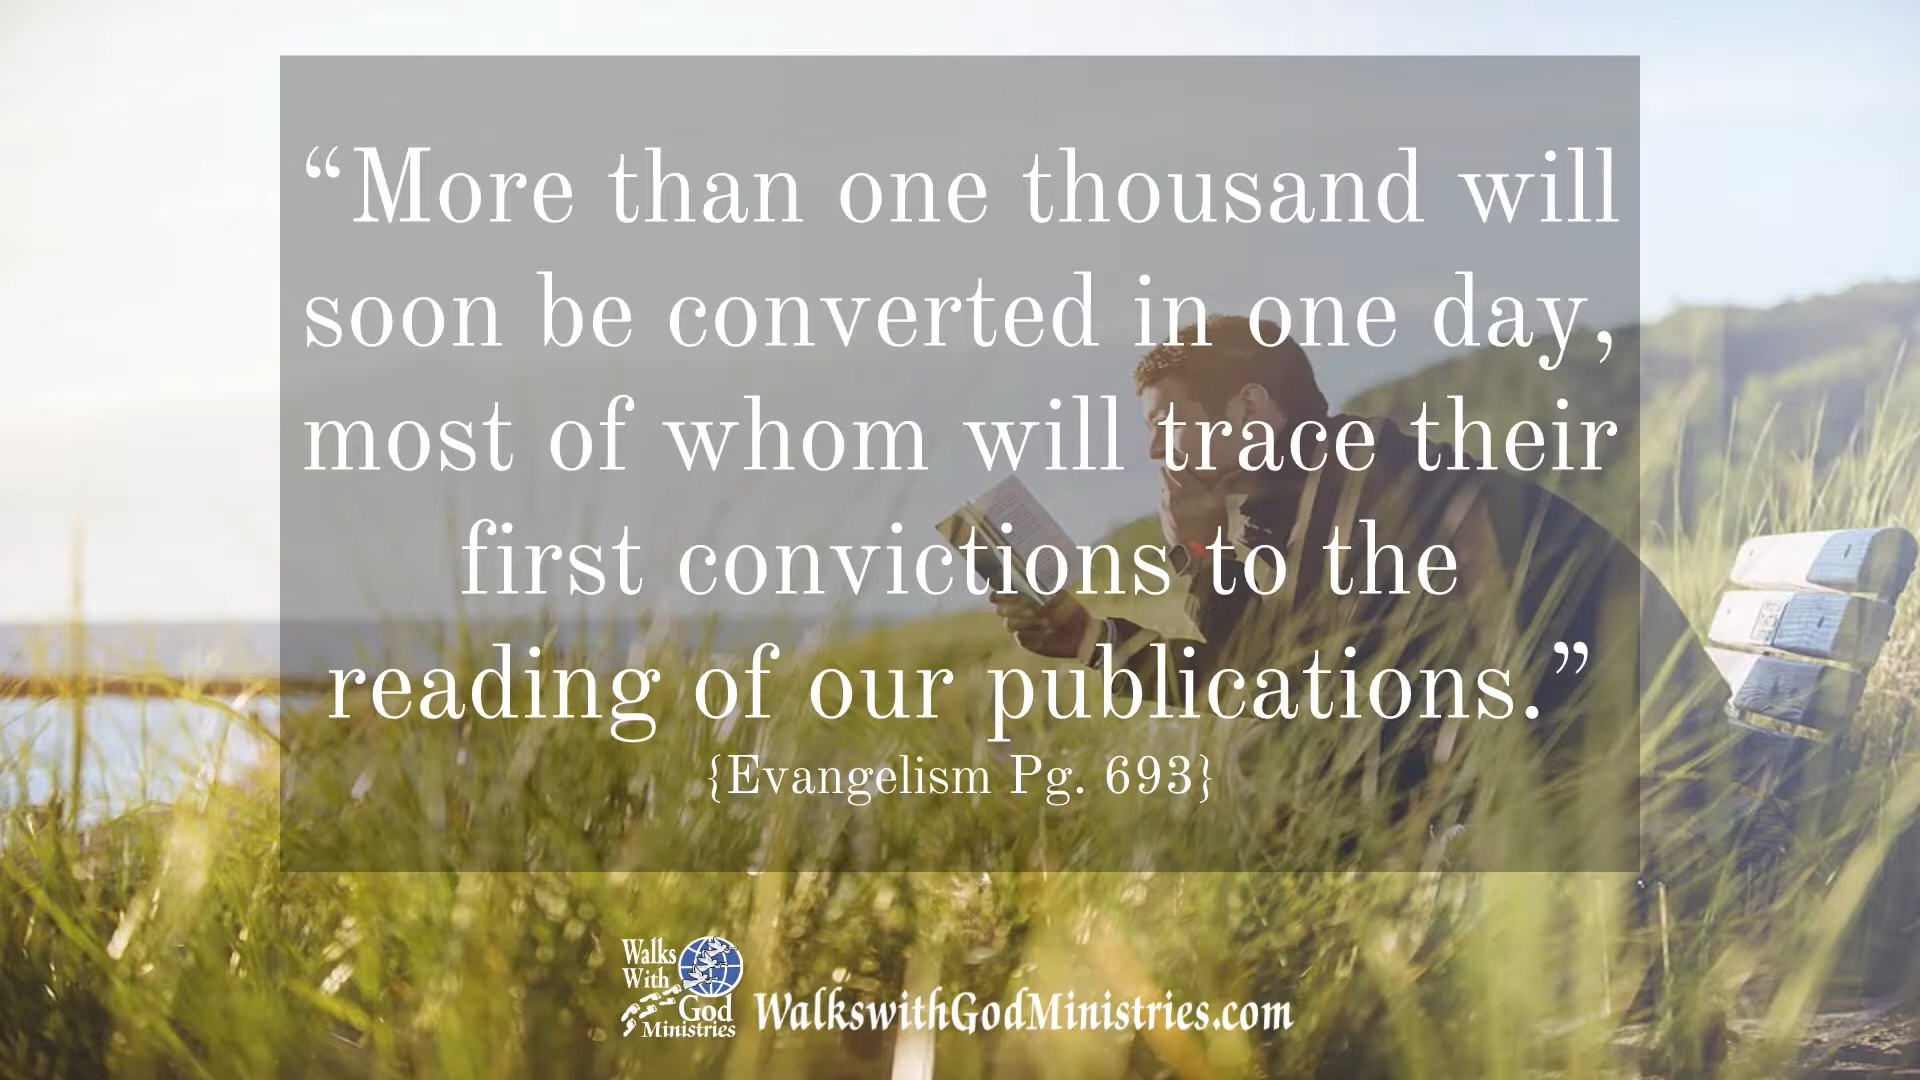 “More than one thousand will
soon be converted in one day,
most of whom will trace their
first convictions to the
reading of our publications.”
{Evangelism Pg. 693}
Walks
With
God
Ministries
WalkswithGodMinistries.com